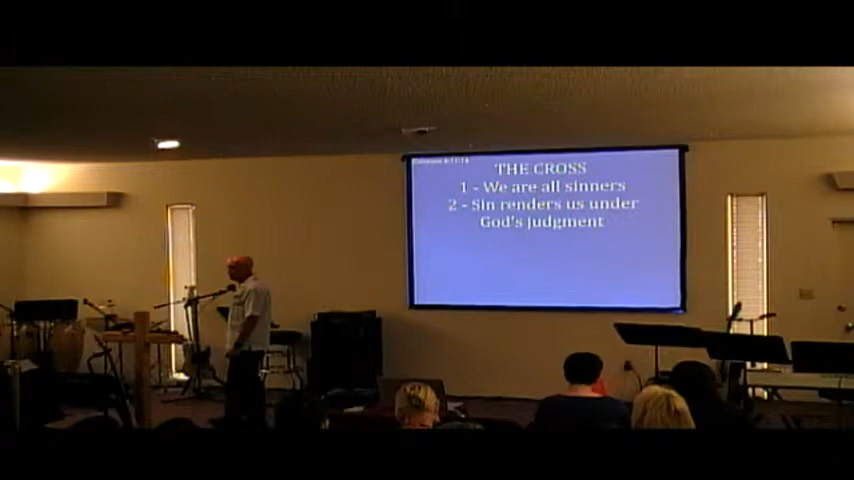 THE CROSS
1 - We are all sinners
2 - Sin renders us under
God's judgment